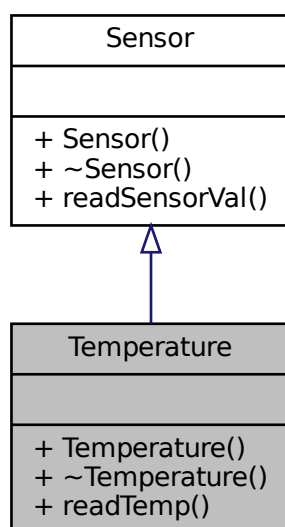 Sensor
+ Sensor()
+ ~Sensor()
+ readSensorVal()
Temperature
+ Temperature()
+ ~Temperature()
+ readTemp()